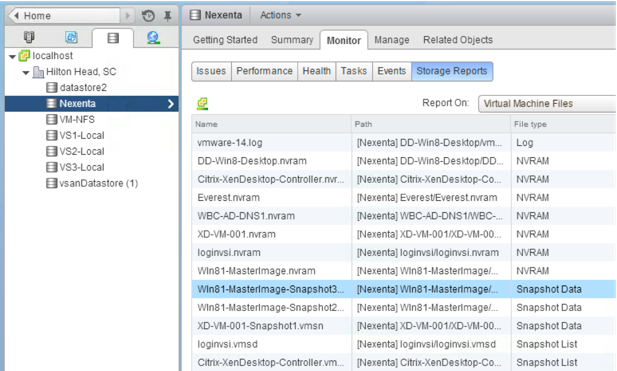 Home
Nexenta Actions
Getting Started Summary Monitor Manage Related Objects
localhost
Hilton Head, SC
datastore2
Nexenta
VM-NFS
VS1-Local
VS2-Local
VS3-Local
vsanDatastore (1)
Issues Performance Health Tasks Events Storage Reports
Report On: Virtual Machine Files
Name Path File type
vmware-14.log [Nexenta] DD-Win8-Desktop/vm... Log
DD-Win8-Desktop.nvram [Nexenta] DD-Win8-Desktop/DD... NVRAM
Citrix-XenDesktop-Controller.nvr... [Nexenta] Citrix-XenDesktop-Co... NVRAM
Everest.nvram [Nexenta] Everest/Everest.nvram NVRAM
WBC-AD-DNS1.nvram [Nexenta] WBC-AD-DNS1/WBC-... NVRAM
XD-VM-001.nvram [Nexenta] XD-VM-001/XD-VM-00... NVRAM
loginvsi.nvram [Nexenta] loginvsi/loginvsi.nvram NVRAM
WIn81-MasterImage.nvram [Nexenta] WIn81-MasterImage/... NVRAM
WIn81-MasterImage-Snapshot3... [Nexenta] WIn81-MasterImage/... Snapshot Data
WIn81-MasterImage-Snapshot2... [Nexenta] WIn81-MasterImage/... Snapshot Data
XD-VM-001-Snapshot1.vmsn [Nexenta] XD-VM-001/XD-VM-00... Snapshot Data
loginvsi.vmsd [Nexenta] loginvsi/loginvsi.vmsd Snapshot List
Citrix-XenDesktop-Controller.vm... [Nexenta] Citrix-XenDesktop-Co... Snapshot List